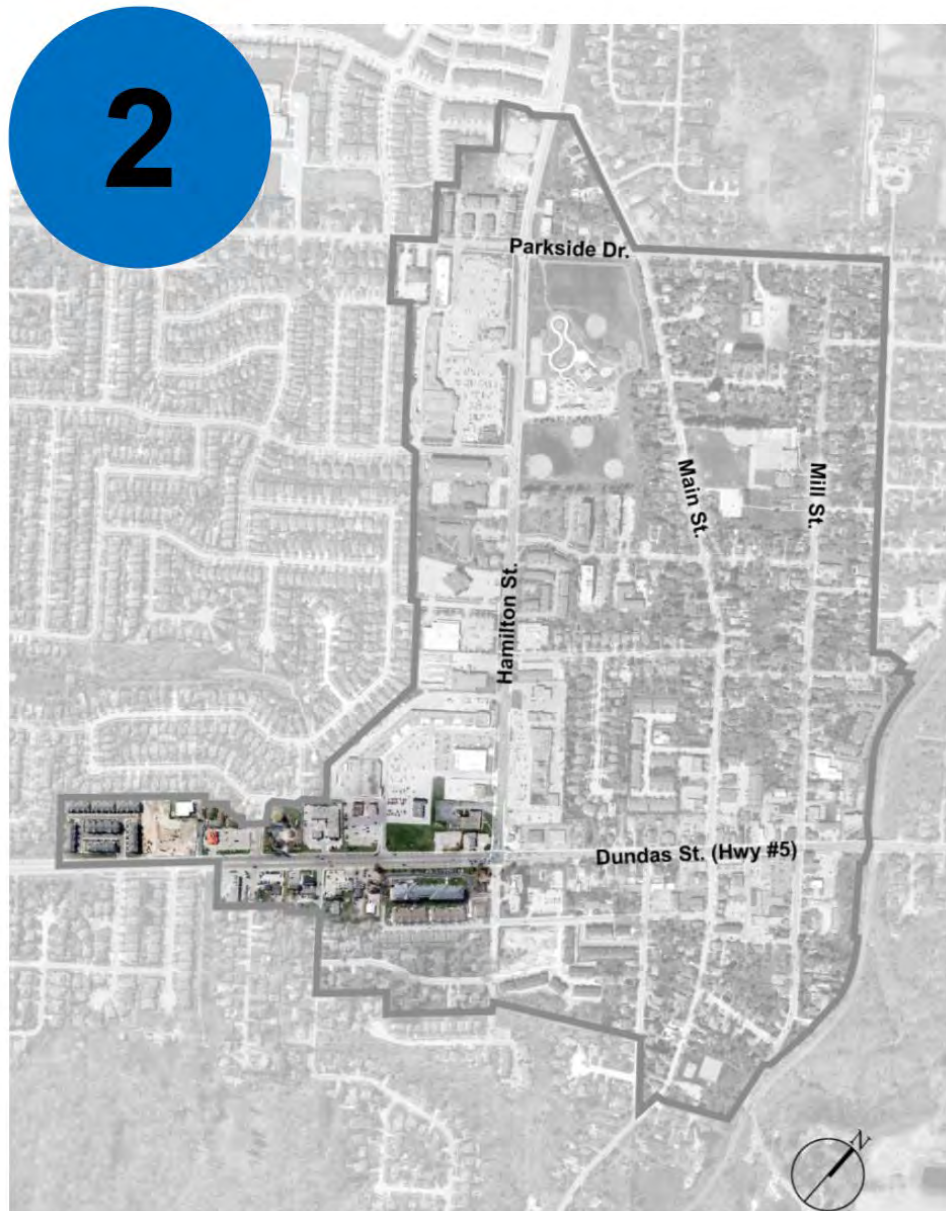 2
Parkside Dr.
Main St.
Mill St.
Hamilton St.
Dundas St. (Hwy #5)
N